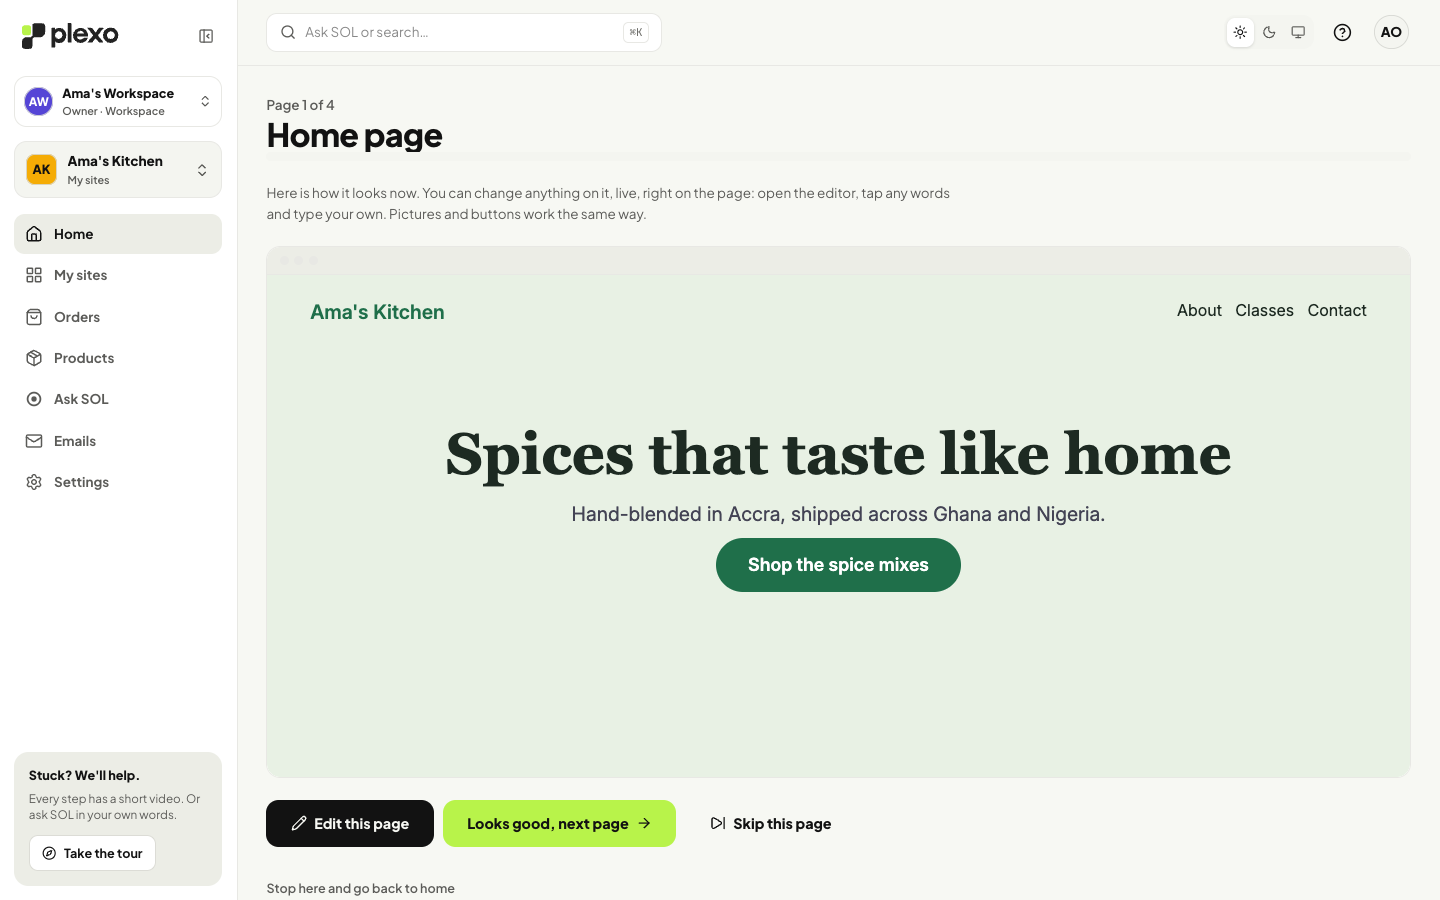 plexo
Ask SOL or search...
⌘K
AO
AW
Ama's Workspace
Owner · Workspace
AK
Ama's Kitchen
My sites
Home
My sites
Orders
Products
Ask SOL
Emails
Settings
Stuck? We'll help.
Every step has a short video. Or
ask SOL in your own words.
Take the tour
Page 1 of 4
Home page
Here is how it looks now. You can change anything on it, live, right on the page: open the editor, tap any words
and type your own. Pictures and buttons work the same way.
Ama's Kitchen
About Classes Contact
Spices that taste like home
Hand-blended in Accra, shipped across Ghana and Nigeria.
Shop the spice mixes
Edit this page
Looks good, next page
Skip this page
Stop here and go back to home